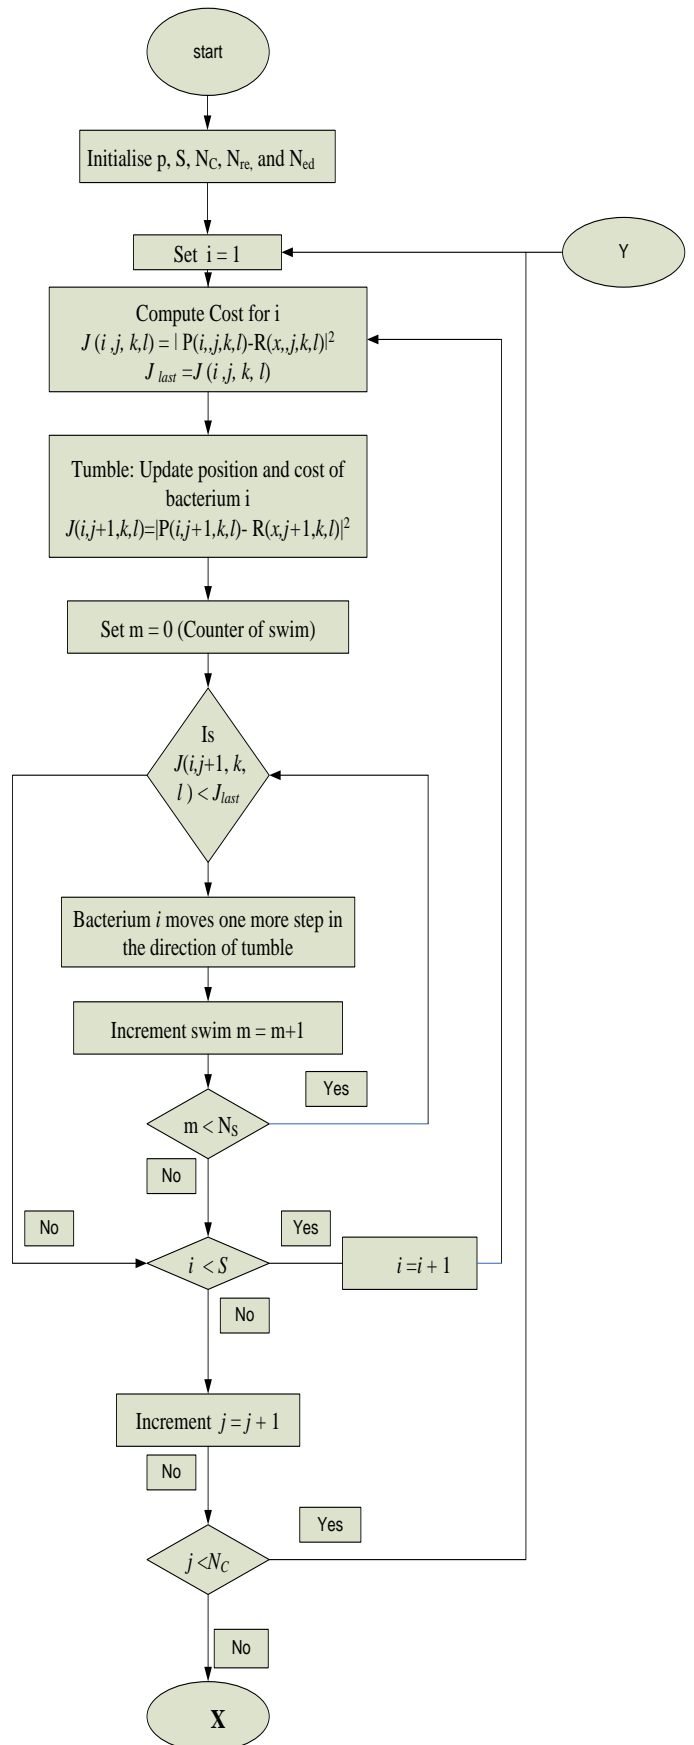 start
Initialise p, S, N_C, N_re, and N_ed
Set i = 1
Y
Compute Cost for i
J (i ,j, k,l) = | P(i,,j,k,l)-R(x,,j,k,l)|²
J last =J (i ,j, k, l)
Tumble: Update position and cost of
bacterium i
J(i,j+1,k,l)=|P(i,j+1,k,l)- R(x,j+1,k,l)|²
Set m = 0 (Counter of swim)
Is
J(i,j+1, k,
l ) < J_last
Bacterium i moves one more step in
the direction of tumble
Increment swim m = m+1
Yes
m < N_S
No
No
Yes
i < S
i =i + 1
No
Increment j = j + 1
No
Yes
j <N_C
No
X